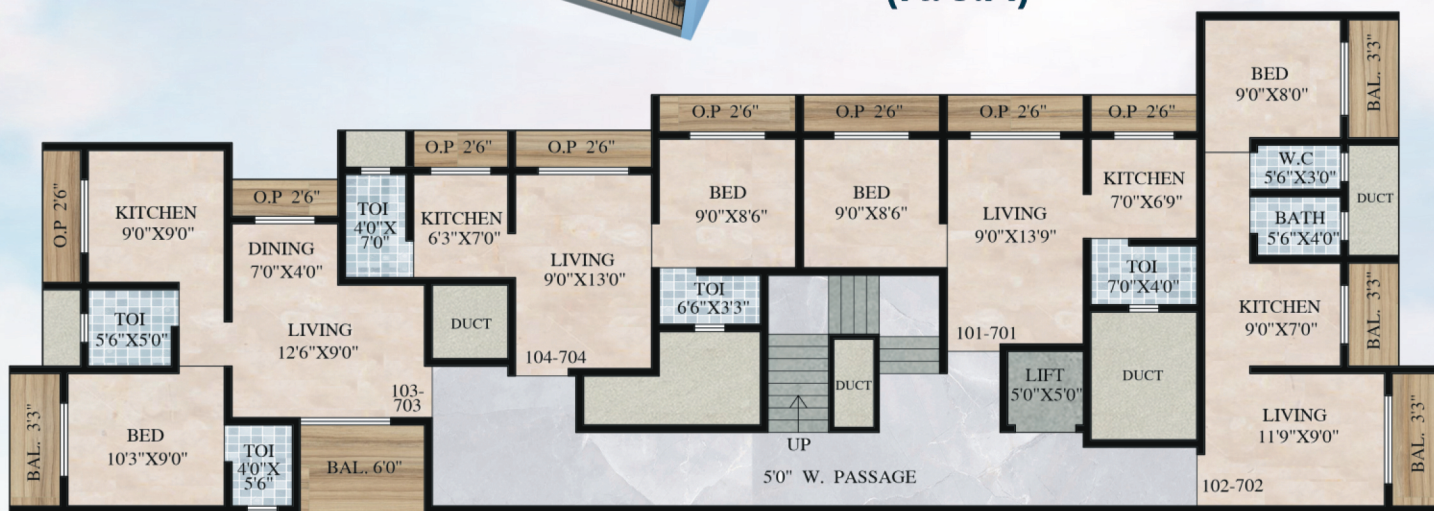 BED
9'0"X8'0"
BAL. 3'3"
W.C
5'6"X3'0"
BATH
5'6"X4'0"
DUCT
KITCHEN
9'0"X7'0"
BAL. 3'3"
LIVING
11'9"X9'0"
BAL. 3'3"
102-702
O.P 2'6"
O.P 2'6"
O.P 2'6"
O.P 2'6"
BED
9'0"X8'6"
BED
9'0"X8'6"
LIVING
9'0"X13'9"
KITCHEN
7'0"X6'9"
TOI
7'0"X4'0"
101-701
LIFT
5'0"X5'0"
DUCT
TOI
6'6"X3'3"
DUCT
UP
5'0" W. PASSAGE
O.P 2'6"
O.P 2'6"
TOI
4'0"X
7'0"
KITCHEN
6'3"X7'0"
LIVING
9'0"X13'0"
104-704
DUCT
O.P 2'6"
KITCHEN
9'0"X9'0"
O.P 2'6"
DINING
7'0"X4'0"
TOI
5'6"X5'0"
LIVING
12'6"X9'0"
103-
703
BAL. 3'3"
BED
10'3"X9'0"
TOI
4'0"X
5'6"
BAL. 6'0"